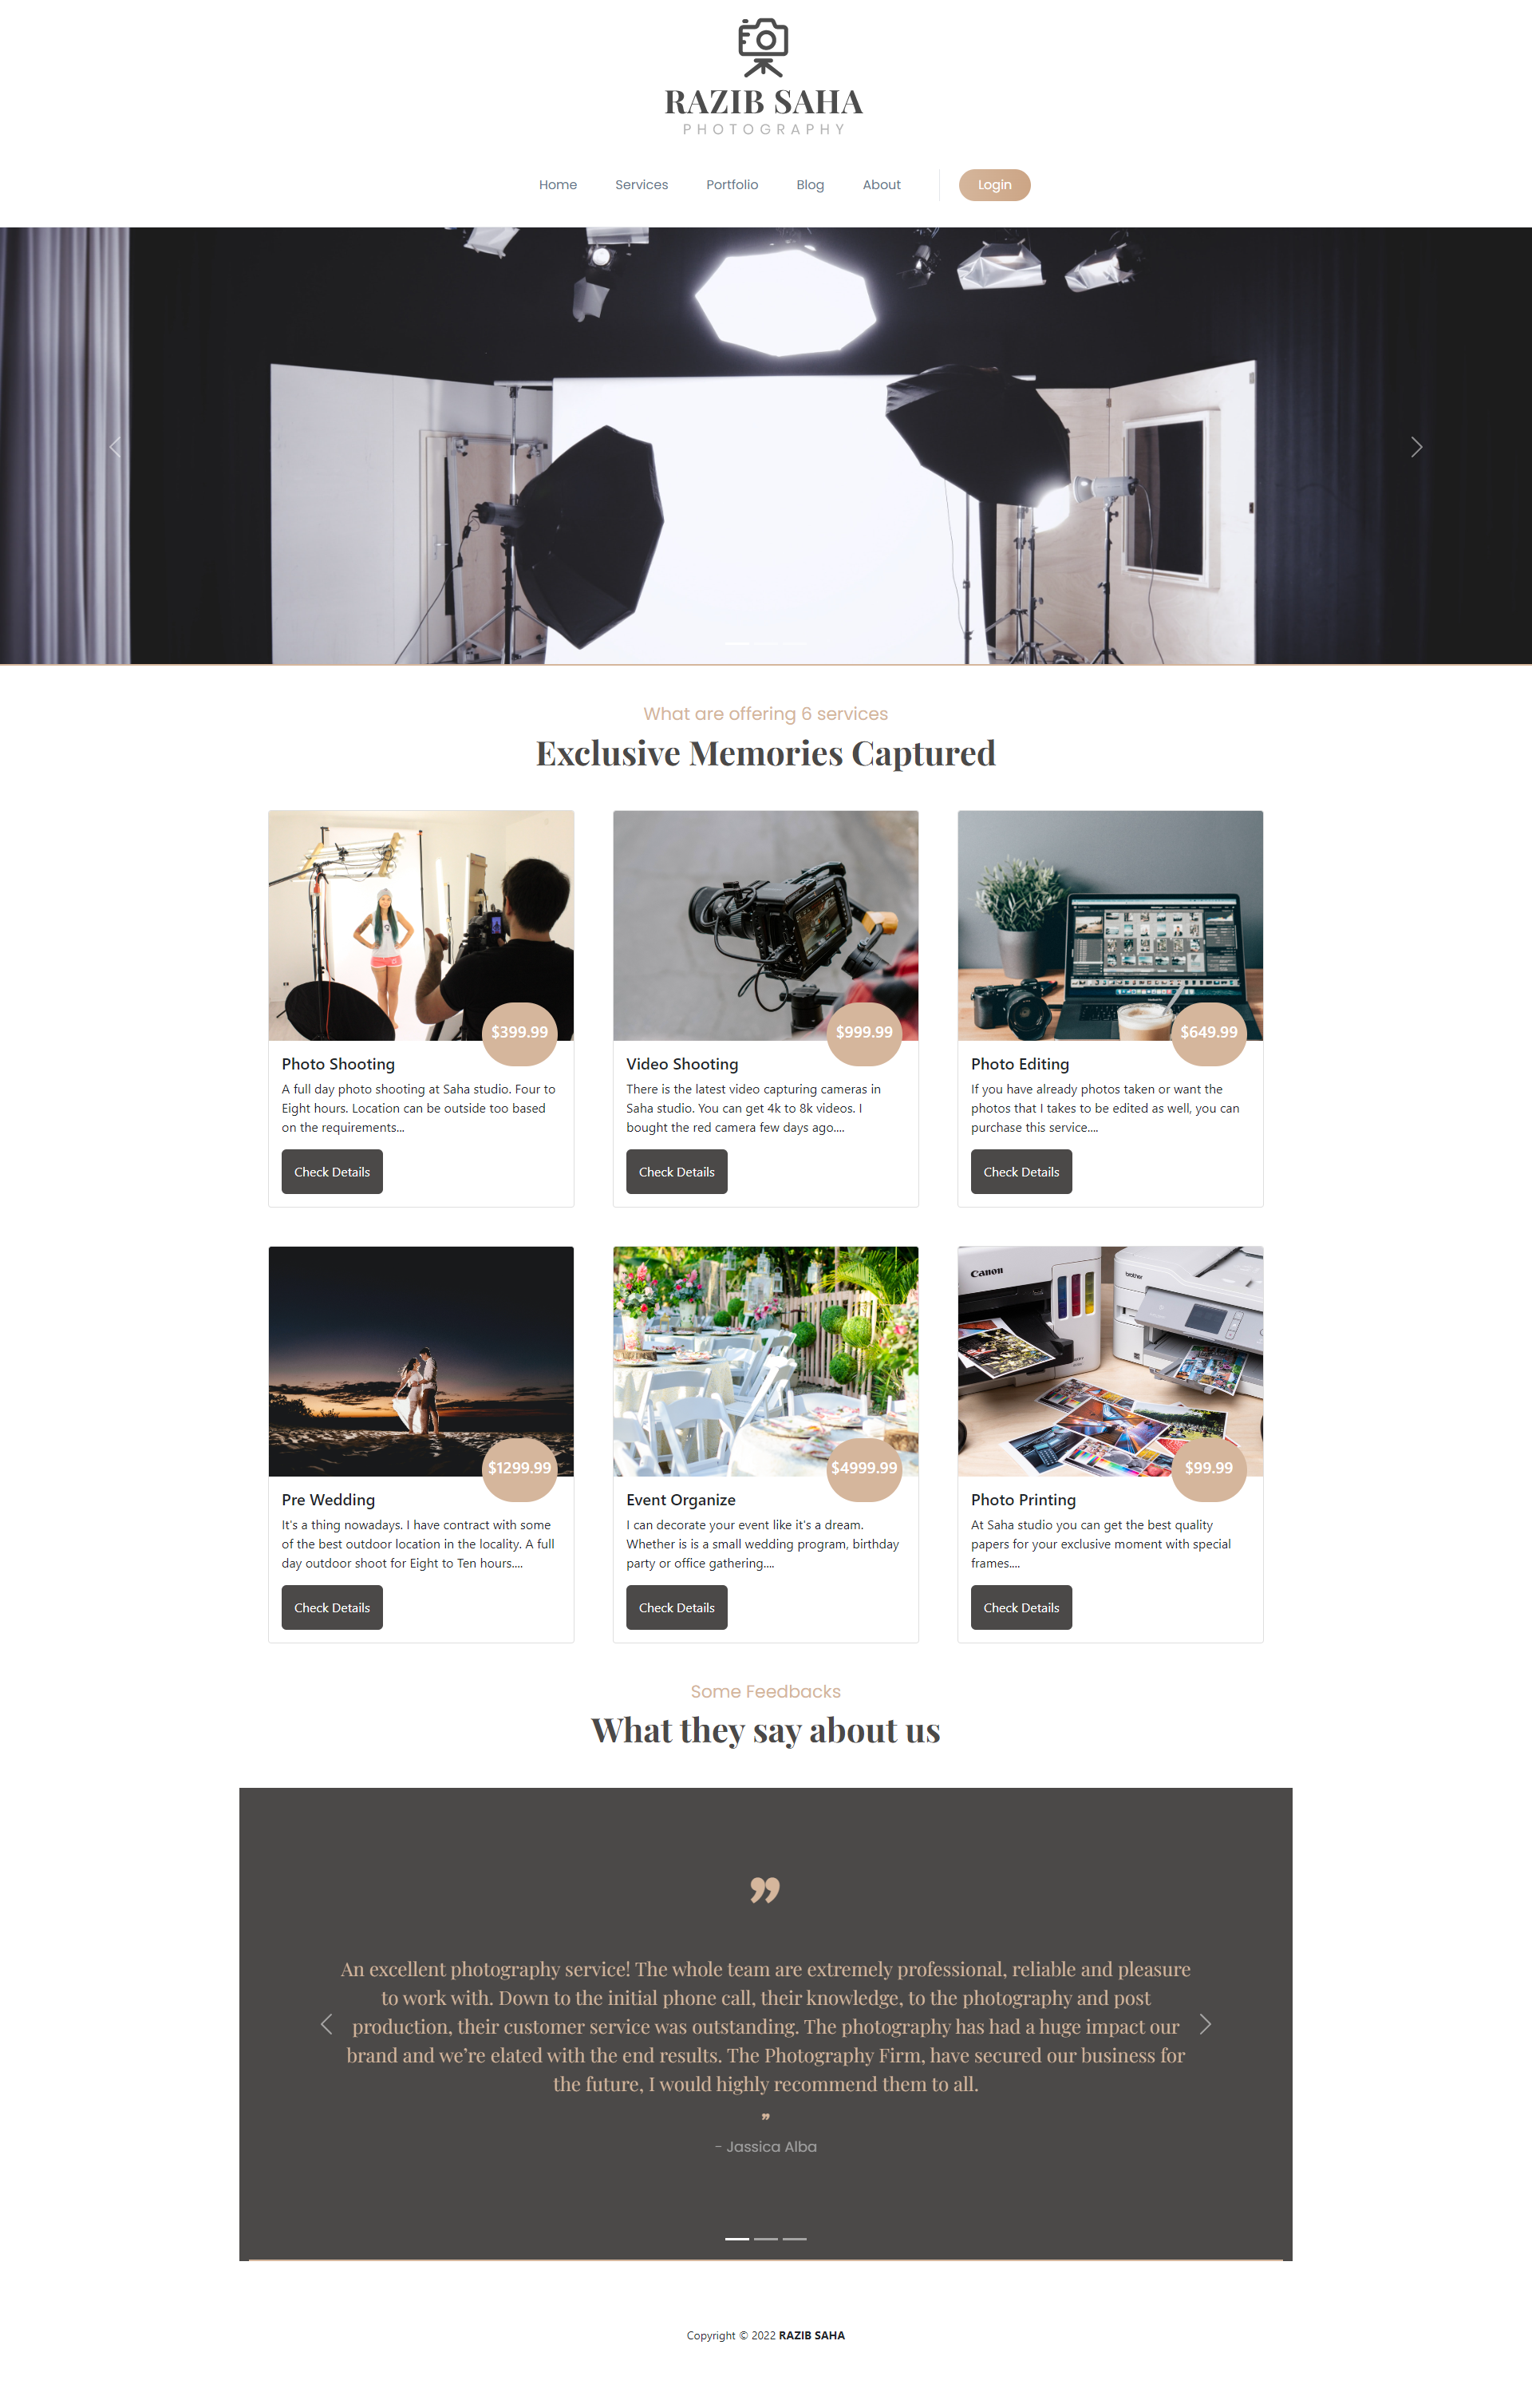 RAZIB SAHA
PHOTOGRAPHY
Home Services Portfolio Blog About Login
What are offering 6 services
Exclusive Memories Captured
$399.99
Photo Shooting
A full day photo shooting at Saha studio. Four to
Eight hours. Location can be outside too based
on the requirements...
Check Details
$999.99
Video Shooting
There is the latest video capturing cameras in
Saha studio. You can get 4k to 8k videos. I
bought the red camera few days ago....
Check Details
$649.99
Photo Editing
If you have already photos taken or want the
photos that I takes to be edited as well, you can
purchase this service....
Check Details
$1299.99
Pre Wedding
It's a thing nowadays. I have contract with some
of the best outdoor location in the locality. A full
day outdoor shoot for Eight to Ten hours....
Check Details
$4999.99
Event Organize
I can decorate your event like it's a dream.
Whether is is a small wedding program, birthday
party or office gathering....
Check Details
Canon
brother
$99.99
Photo Printing
At Saha studio you can get the best quality
papers for your exclusive moment with special
frames....
Check Details
Some Feedbacks
What they say about us
”
An excellent photography service! The whole team are extremely professional, reliable and pleasure
to work with. Down to the initial phone call, their knowledge, to the photography and post
production, their customer service was outstanding. The photography has had a huge impact our
brand and we’re elated with the end results. The Photography Firm, have secured our business for
the future, I would highly recommend them to all.
”
- Jassica Alba
Copyright © 2022 RAZIB SAHA